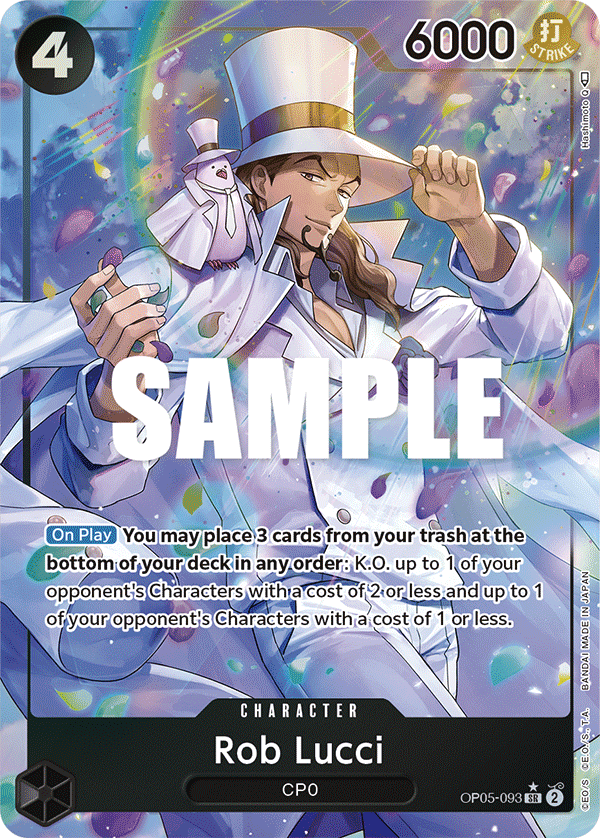 4
6000
打
STRIKE
Hashimoto Q
SAMPLE
On Play You may place 3 cards from your trash at the
bottom of your deck in any order: K.O. up to 1 of your
opponent's Characters with a cost of 2 or less and up to 1
of your opponent's Characters with a cost of 1 or less.
©E.O/S ©E.O./S., T.A. BANDAI MADE IN JAPAN
CHARACTER
Rob Lucci
CP0
OP05-093 SR ★ 2